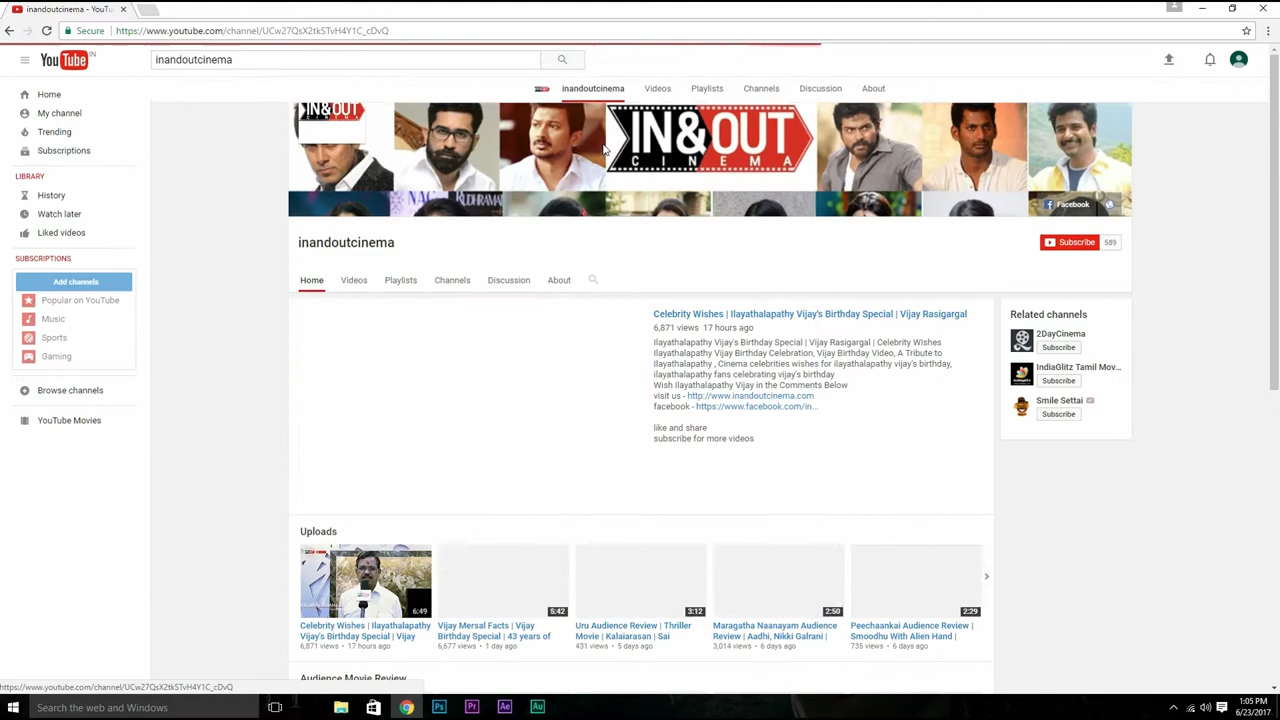 inandoutcinema - YouTu
Secure
https://www.youtube.com/channel/UCw27QsX2tkSTvH4Y1C_cDvQ
YouTube IN
inandoutcinema
inandoutcinema Videos Playlists Channels Discussion About
Home
My channel
Trending
Subscriptions
LIBRARY
History
Watch later
Liked videos
SUBSCRIPTIONS
Add channels
Popular on YouTube
Music
Sports
Gaming
Browse channels
YouTube Movies
IN&OUT
CINEMA
IN&OUT
CINEMA
Facebook
inandoutcinema
Subscribe 589
Home Videos Playlists Channels Discussion About
Celebrity Wishes | Ilayathalapathy Vijay's Birthday Special | Vijay Rasigargal
6,871 views 17 hours ago
Ilayathalapathy Vijay's Birthday Special | Vijay Rasigargal | Celebrity WIshes
Ilayathalapathy Vijay Birthday Celebration, Vijay Birthday Video, A Tribute to
Ilayathalapathy , Cinema celebrities wishes for ilayathalapathy vijay's birthday,
ilayathalapathy fans celebrating vijay's birthday
Wish Ilayathalapathy Vijay in the Comments Below
visit us - http://www.inandoutcinema.com
facebook - https://www.facebook.com/in...
like and share
subscribe for more videos
Related channels
2DayCinema
Subscribe
IndiaGlitz Tamil Mov...
Subscribe
Smile Settai
Subscribe
Uploads
6:49
5:42
3:12
2:50
2:29
Celebrity Wishes | Ilayathalapathy
Vijay's Birthday Special | Vijay
6,871 views • 17 hours ago
Vijay Mersal Facts | Vijay
Birthday Special | 43 years of
6,677 views • 1 day ago
Uru Audience Review | Thriller
Movie | Kalaiarasan | Sai
431 views • 5 days ago
Maragatha Naanayam Audience
Review | Aadhi, Nikki Galrani |
3,014 views • 6 days ago
Peechaankai Audience Review |
Smoodhu With Alien Hand |
735 views • 6 days ago
Audience Movie Review
https://www.youtube.com/channel/UCw27QsX2tkSTvH4Y1C_cDvQ
Search the web and Windows
Ps
Pr
Ae
Au
1:05 PM
6/23/2017